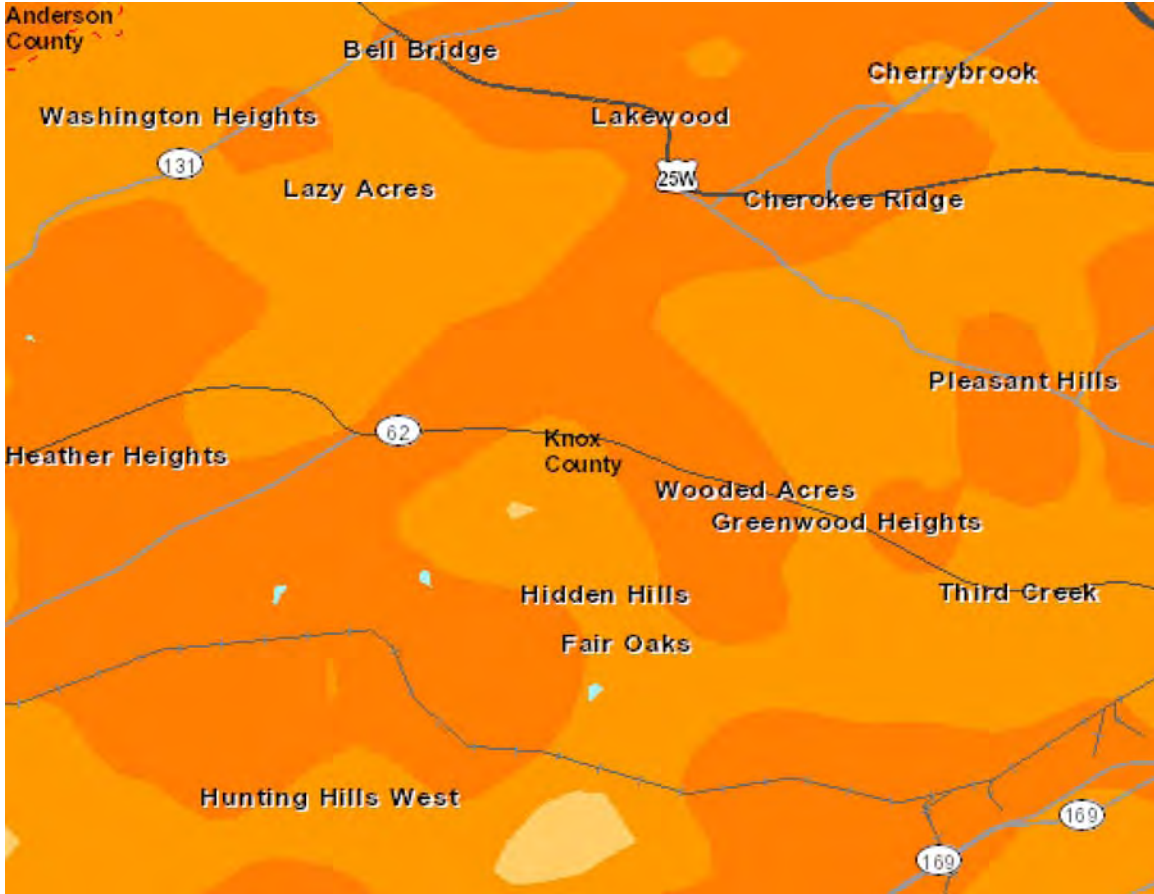 Anderson
County
Bell Bridge
Cherrybrook
Washington Heights
Lakewood
131
25W
Lazy Acres
Cherokee Ridge
Pleasant Hills
62
Knox
County
Heather Heights
Wooded Acres
Greenwood Heights
Hidden Hills
Third Creek
Fair Oaks
Hunting Hills West
169
169